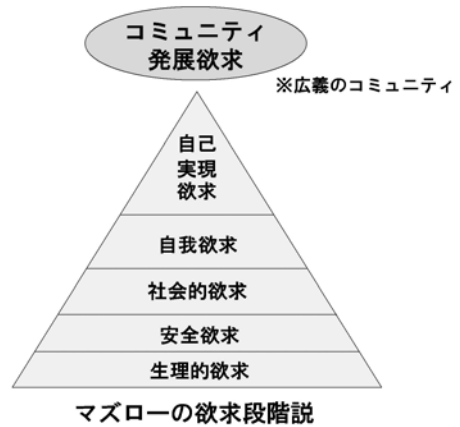 コミュニティ
発展欲求
※広義のコミュニティ
自己
実現
欲求
自我欲求
社会的欲求
安全欲求
生理的欲求
マズローの欲求段階説